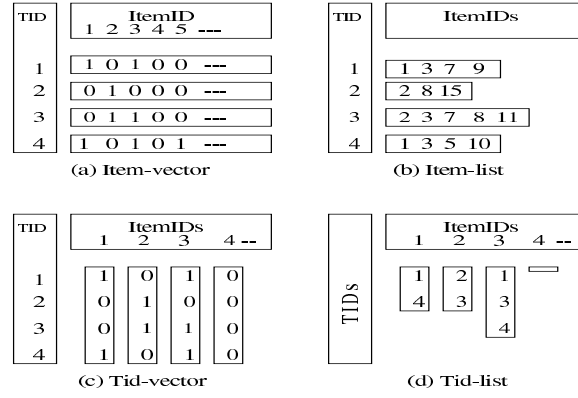 TID ItemID
1 2 3 4 5 ---
1 1 0 1 0 0 ---
2 0 1 0 0 0 ---
3 0 1 1 0 0 ---
4 1 0 1 0 1 ---
(a) Item-vector
TID ItemIDs
1 1 3 7 9
2 2 8 15
3 2 3 7 8 11
4 1 3 5 10
(b) Item-list
TID ItemIDs
1 2 3 4 --
1 1 0 1 0
2 0 1 0 0
3 0 1 1 0
4 1 0 1 0
(c) Tid-vector
TIDs
ItemIDs
1 2 3 4 --
1 2 1
4 3 3
4
(d) Tid-list